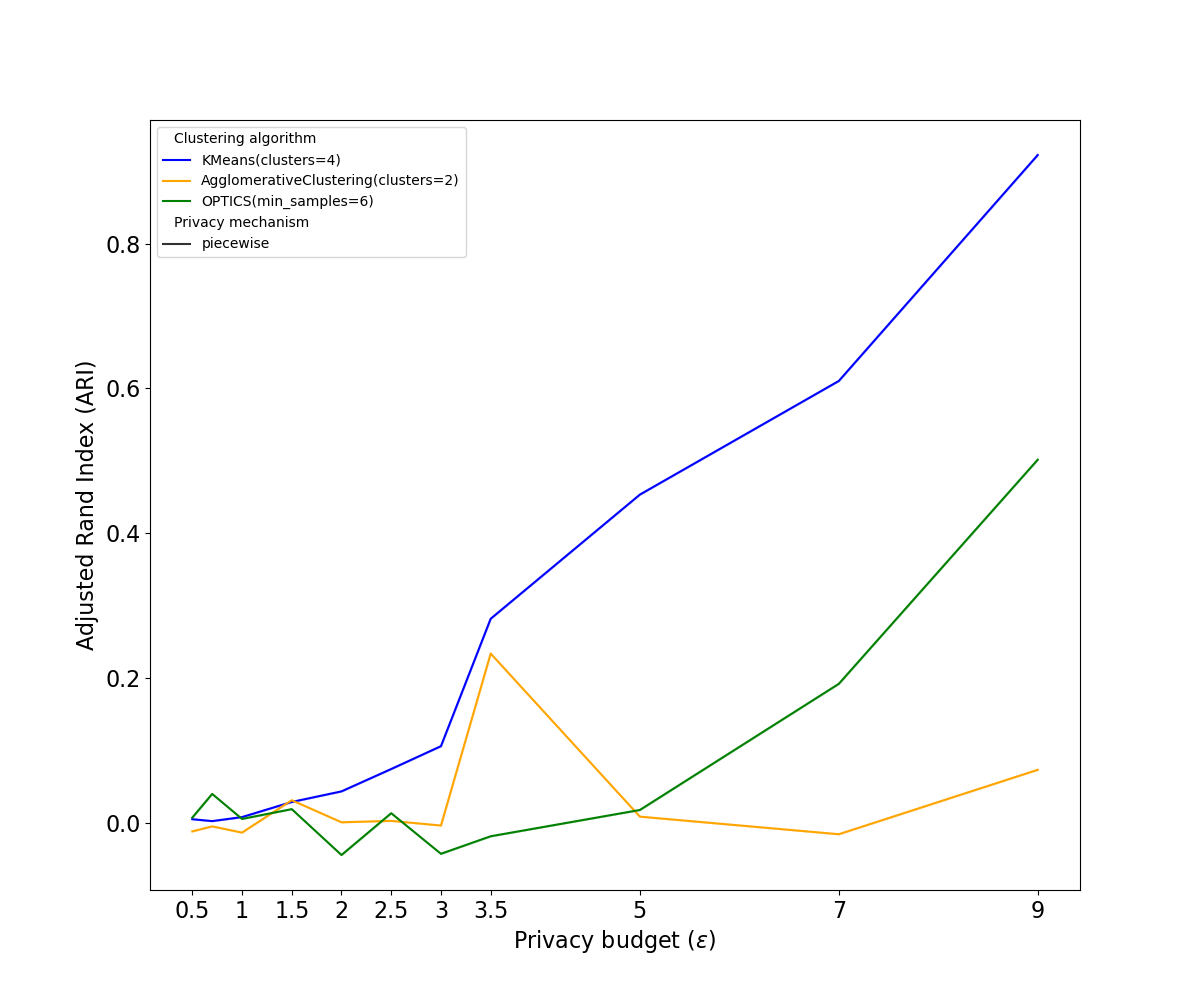 Clustering algorithm
KMeans(clusters=4)
AgglomerativeClustering(clusters=2)
OPTICS(min_samples=6)
Privacy mechanism
piecewise
Adjusted Rand Index (ARI)
0.8
0.6
0.4
0.2
0.0
0.5 1 1.5 2 2.5 3 3.5 5 7 9
Privacy budget (ε)